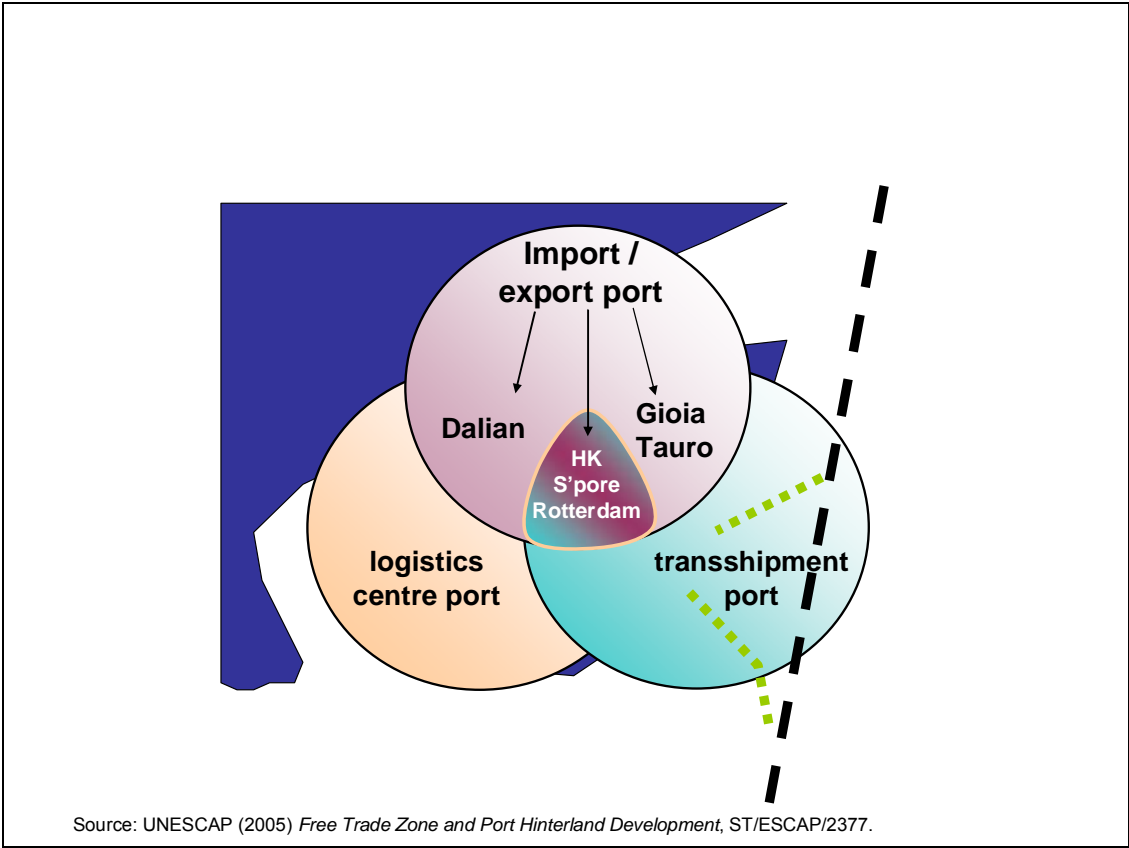 Import /
export port
Dalian
Gioia
Tauro
HK
S'pore
Rotterdam
logistics
centre port
transshipment
port
Source: UNESCAP (2005) Free Trade Zone and Port Hinterland Development, ST/ESCAP/2377.